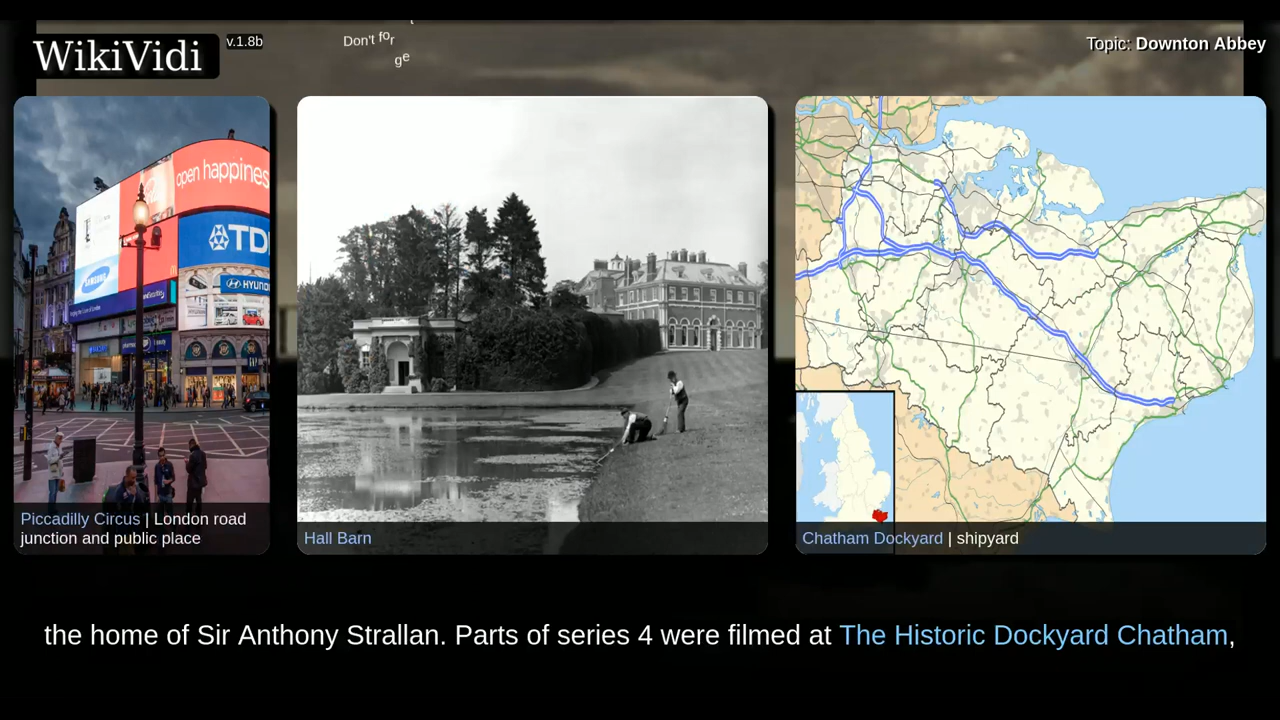 WikiVidi
v.1.8b
Don't for
ge
Topic: Downton Abbey
open happines
TD
SAMSUNG
HYUND
Piccadilly Circus | London road
junction and public place
Hall Barn
Chatham Dockyard | shipyard
the home of Sir Anthony Strallan. Parts of series 4 were filmed at The Historic Dockyard Chatham,